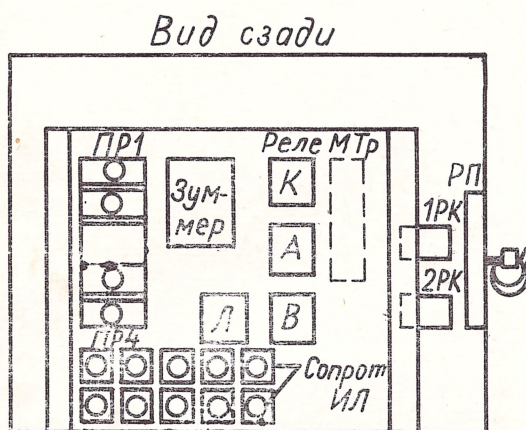 Вид сзади
ПР1
Реле МТр
Зум-
мер
К
РП
1РК
А
2РК
Л
В
ПР4
Сопрот
ИЛ